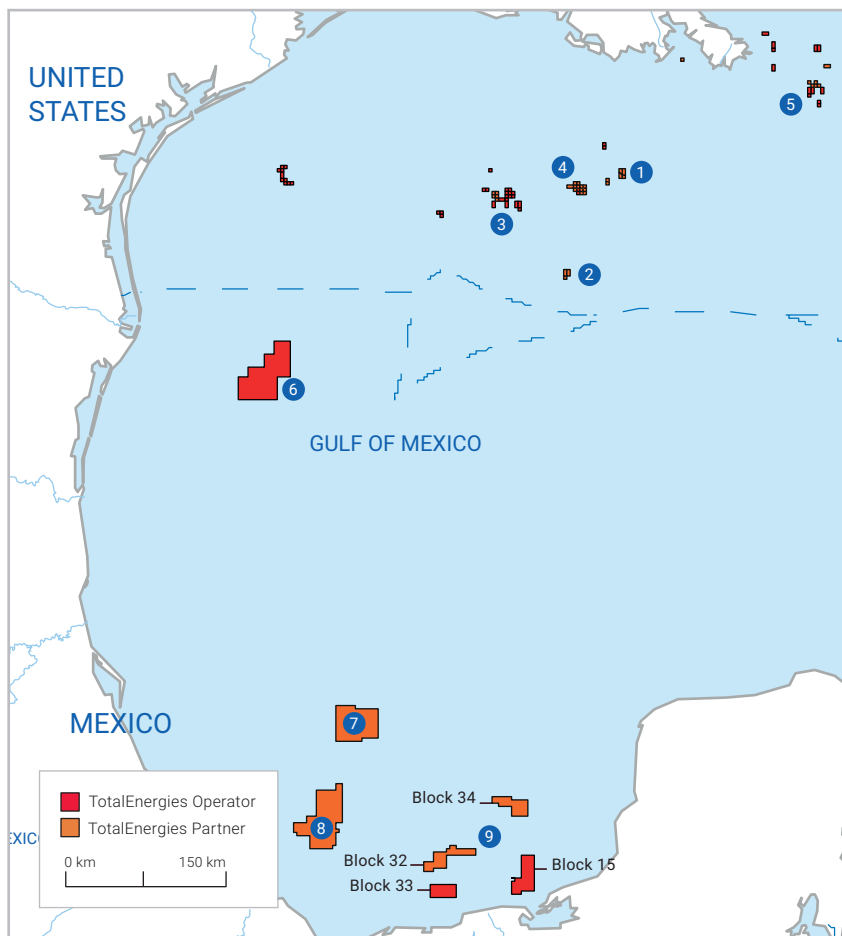 UNITED
STATES
5
4
1
3
2
6
GULF OF MEXICO
7
MEXICO
Block 34
TotalEnergies Operator
8
TotalEnergies Partner
9
EXIC
Block 32
Block 15
0 km
150 km
Block 33